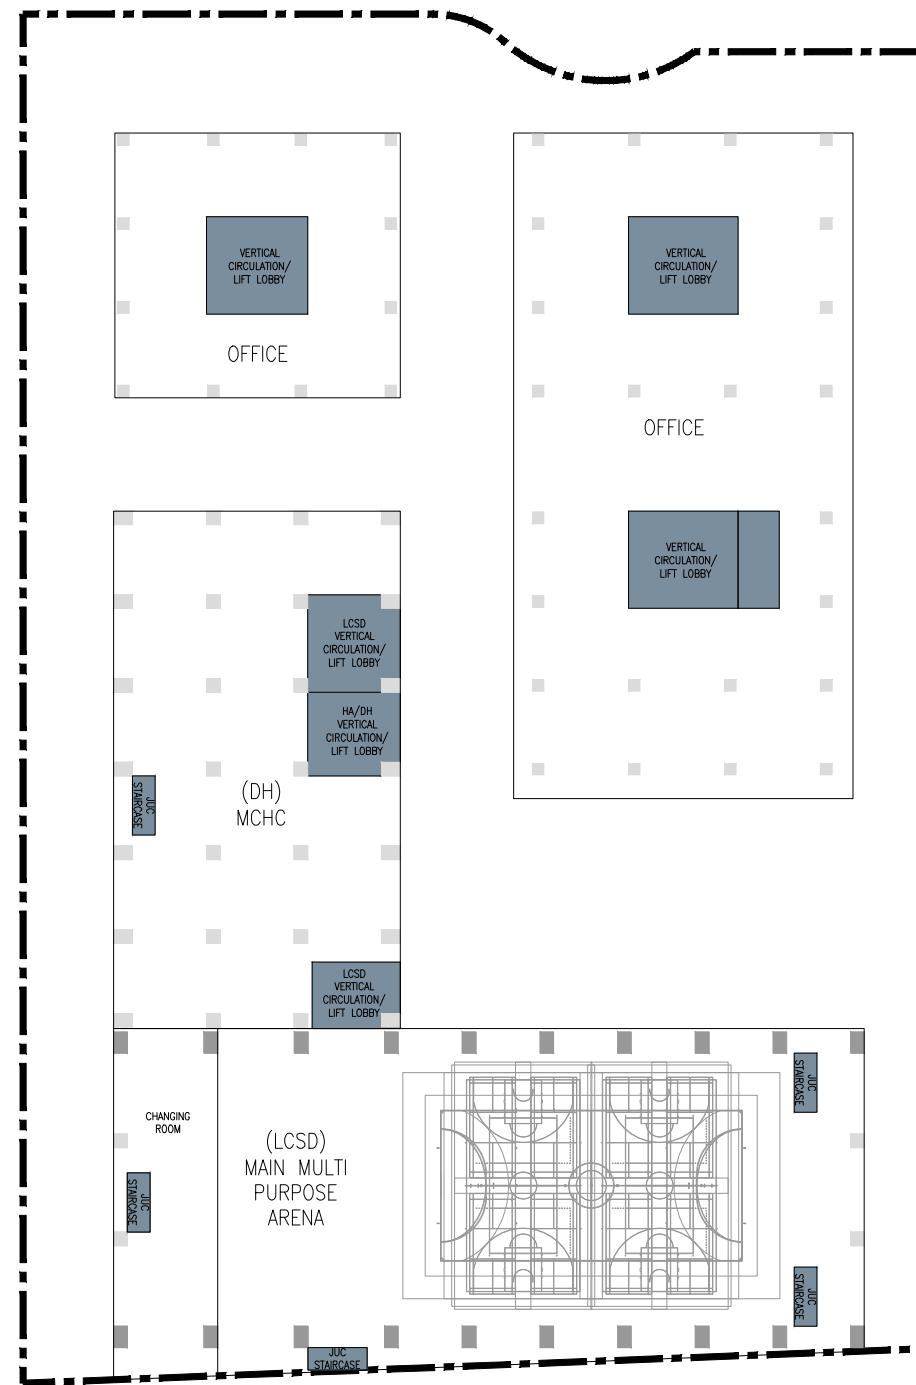 VERTICAL
CIRCULATION/
LIFT LOBBY
OFFICE
VERTICAL
CIRCULATION/
LIFT LOBBY
OFFICE
VERTICAL
CIRCULATION/
LIFT LOBBY
LCSD
VERTICAL
CIRCULATION/
LIFT LOBBY
HA/DH
VERTICAL
CIRCULATION/
LIFT LOBBY
(DH)
MCHC
JUC
STAIRCASE
LCSD
VERTICAL
CIRCULATION/
LIFT LOBBY
CHANGING
ROOM
(LCSD)
MAIN MULTI
PURPOSE
ARENA
JUC
STAIRCASE
JUC
STAIRCASE
JUC
STAIRCASE
JUC
STAIRCASE